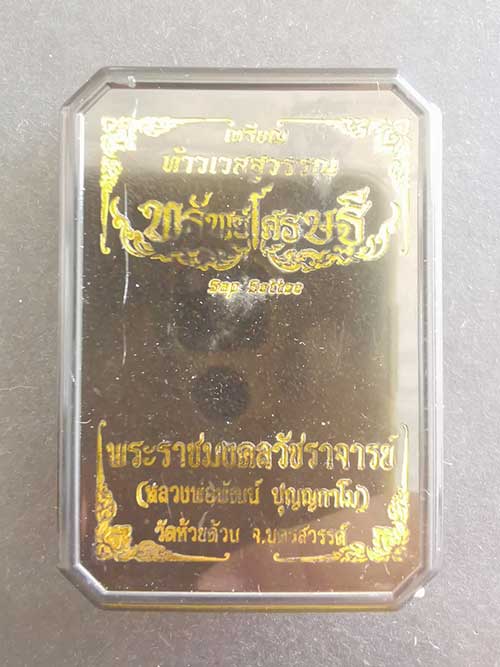 เหรียญ
ท้าวเวสสุวรรณ
ทรัพย์เศรษฐี
Sap Settee
พระราชมงคลวัชราจารย์
(หลวงพ่อพัฒน์ ปุญญกาโม)
วัดห้วยด้วน จ.นครสวรรค์